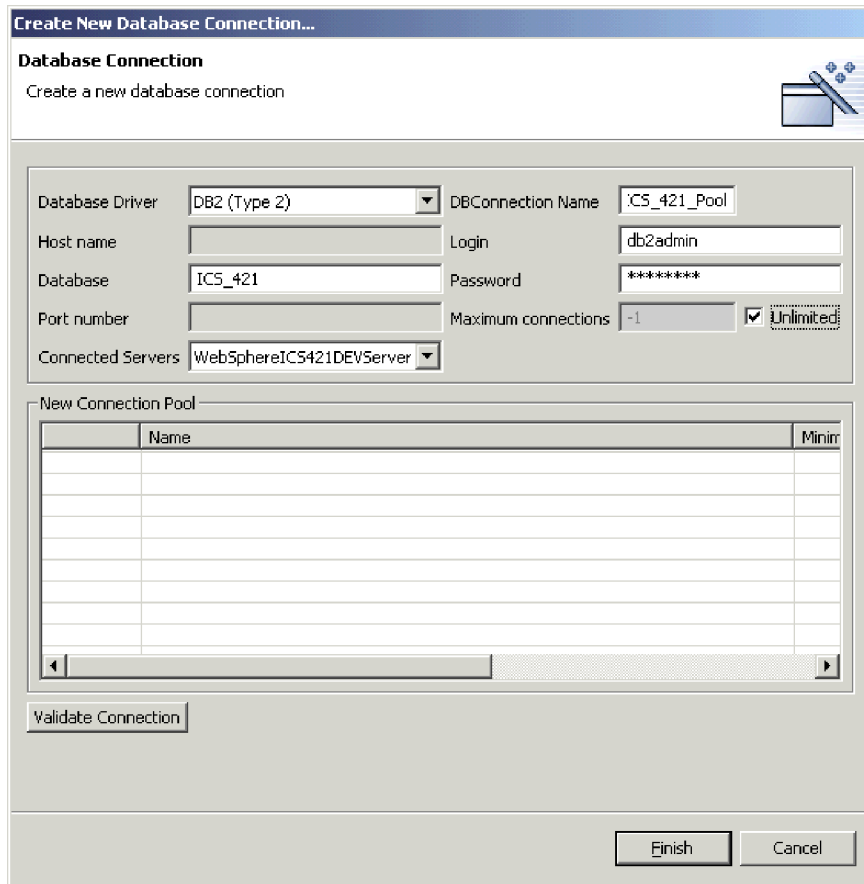 Create New Database Connection...
Database Connection
Create a new database connection
Database Driver DB2 (Type 2) DBConnection Name ICS_421_Pool
Host name Login db2admin
Database ICS_421 Password ********
Port number Maximum connections -1 Unlimited
Connected Servers WebSphereICS421DEVServer
New Connection Pool
Name Minim
Validate Connection
Finish Cancel